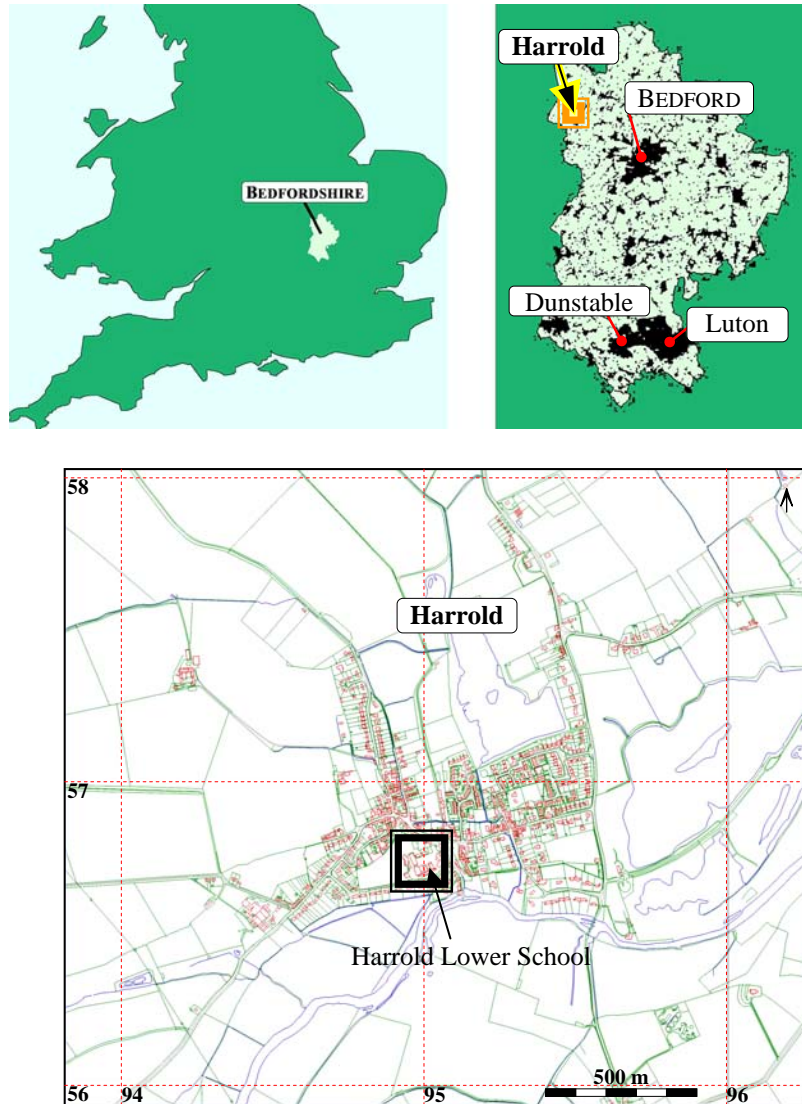 BEDFORDSHIRE
Harrold
BEDFORD
Dunstable
Luton
58
Harrold
57
Harrold Lower School
500 m
56
94
95
96